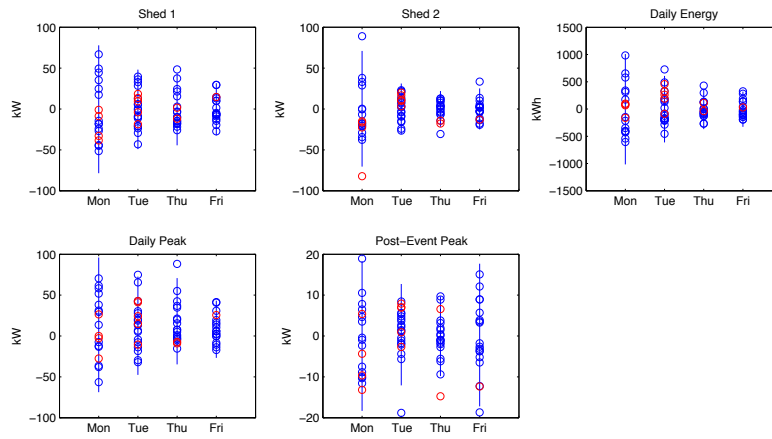 Shed 1
Shed 2
Daily Energy
100
50
0
−50
−100
kW
Mon Tue Thu Fri
100
50
0
−50
−100
kW
Mon Tue Thu Fri
1500
1000
500
0
−500
−1000
−1500
kWh
Mon Tue Thu Fri
Daily Peak
Post−Event Peak
100
50
0
−50
−100
kW
Mon Tue Thu Fri
20
10
0
−10
−20
kW
Mon Tue Thu Fri